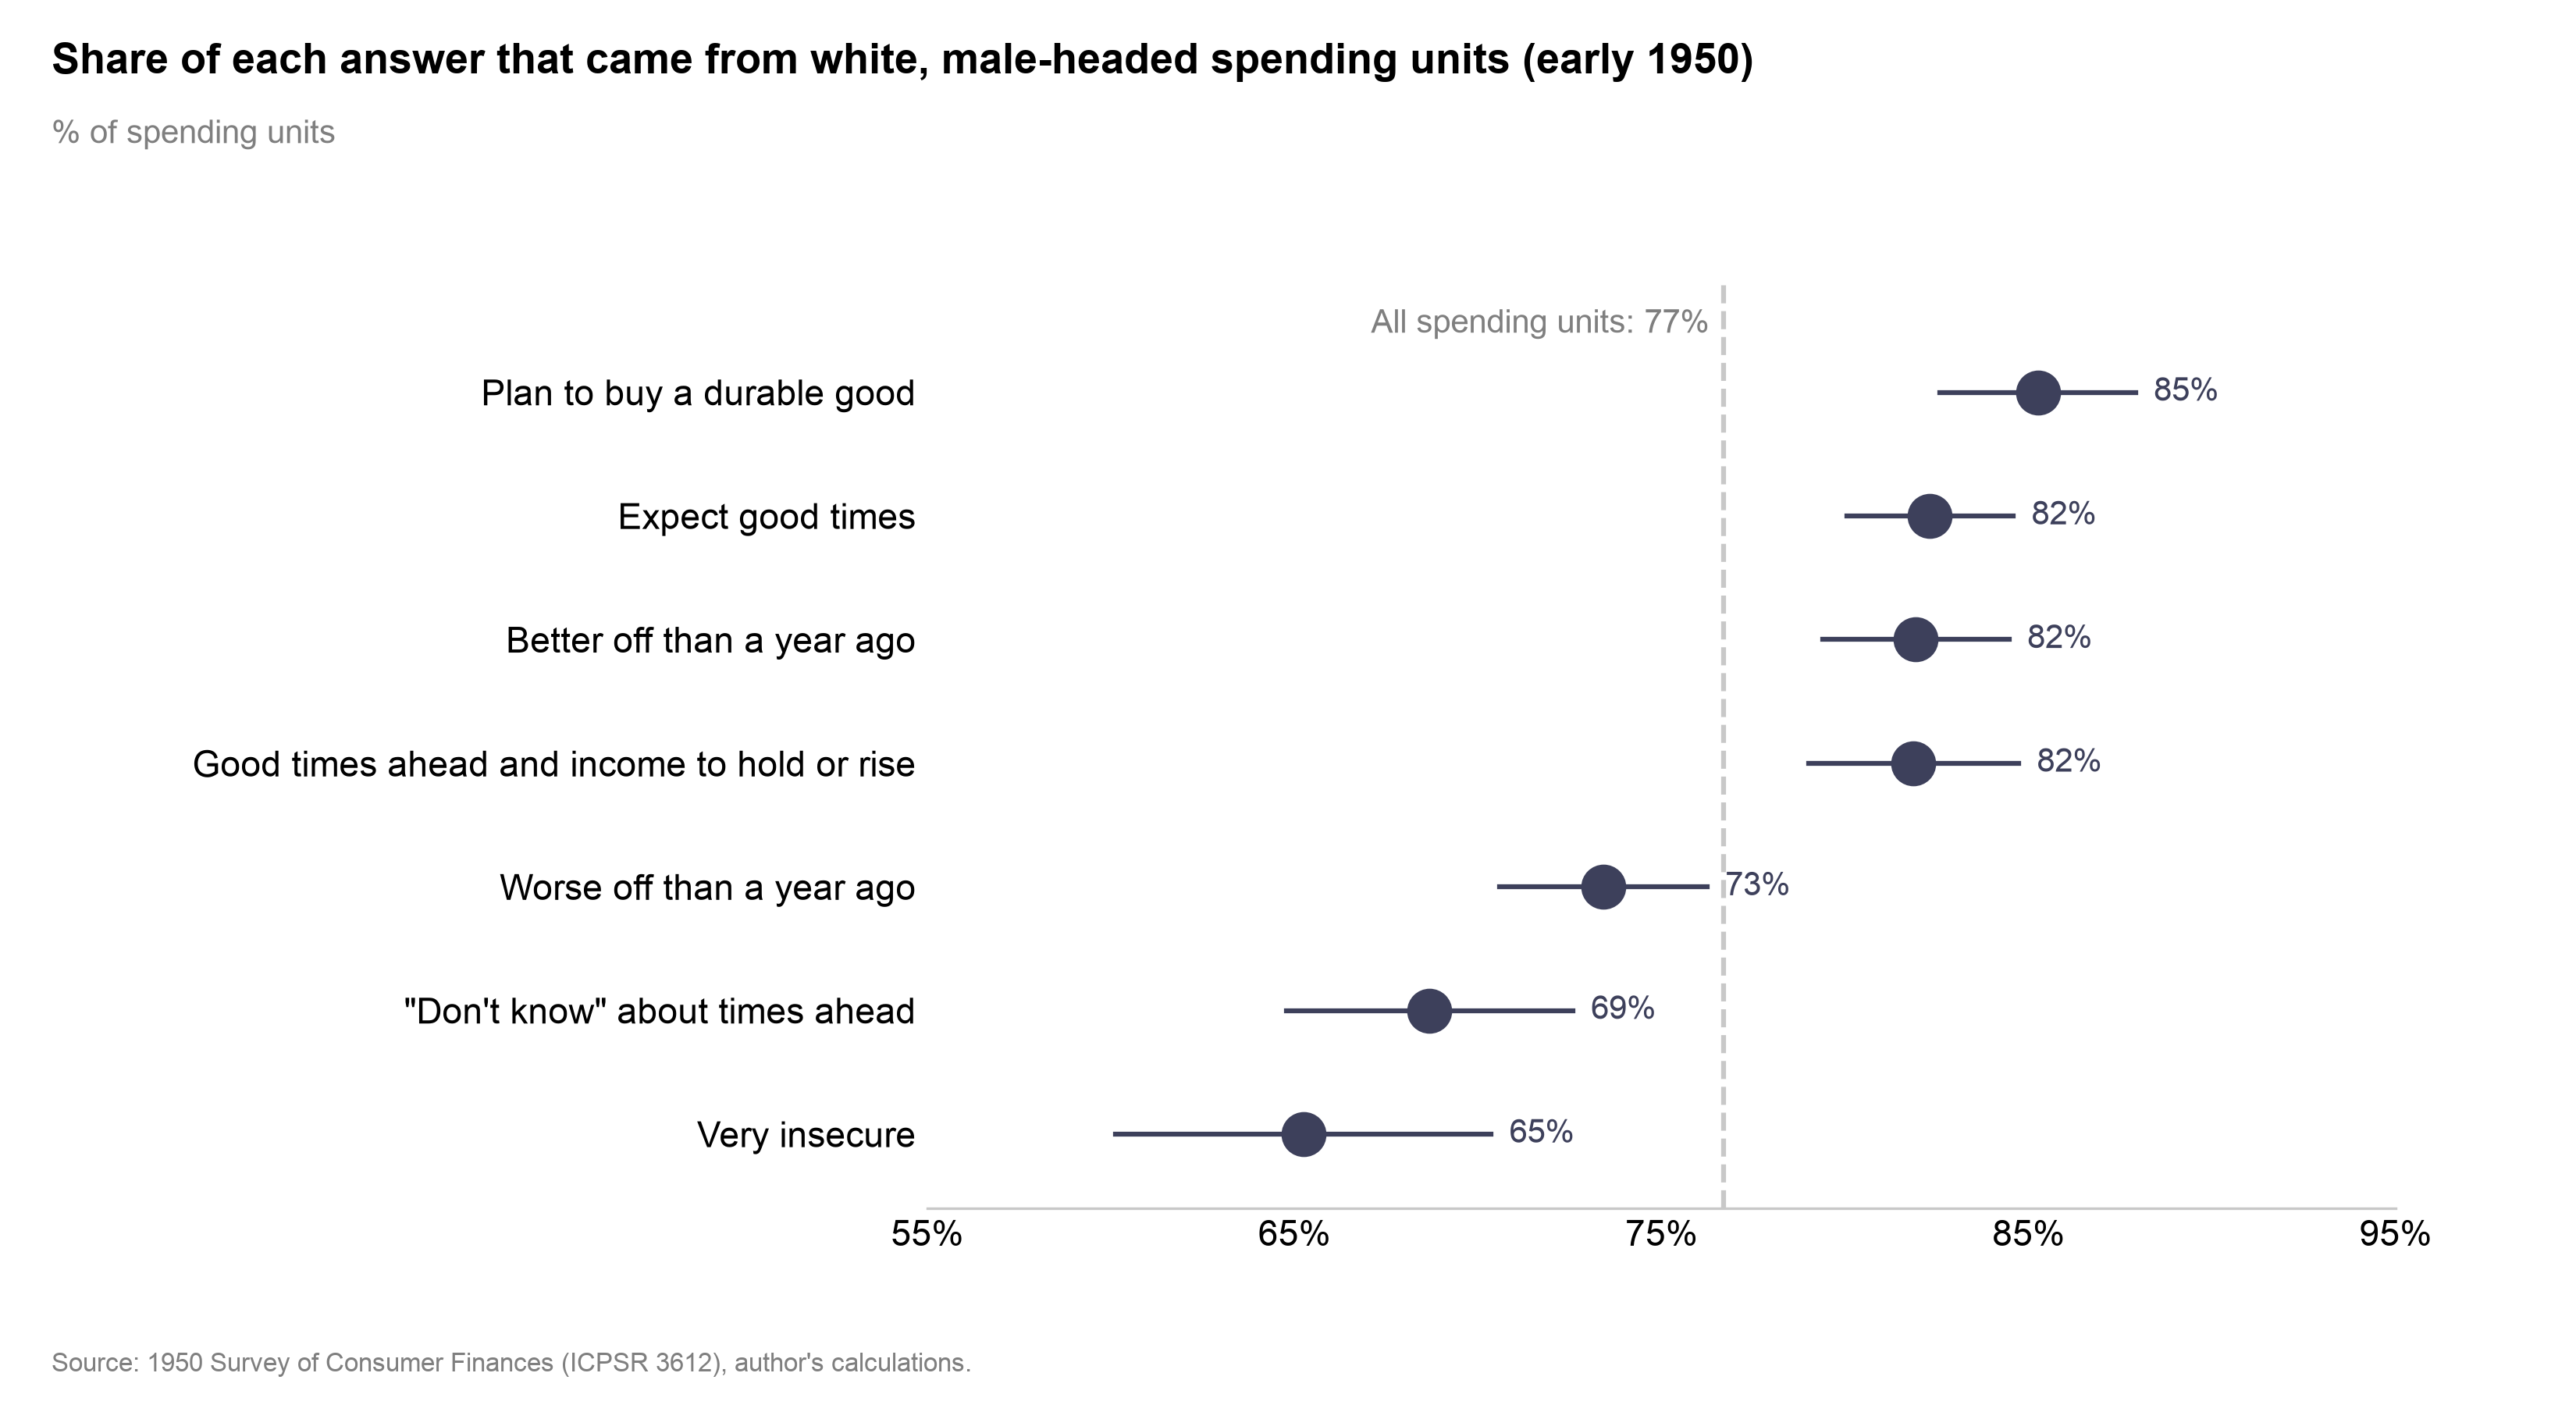 Share of each answer that came from white, male-headed spending units (early 1950)
% of spending units
All spending units: 77%
Plan to buy a durable good 85%
Expect good times 82%
Better off than a year ago 82%
Good times ahead and income to hold or rise 82%
Worse off than a year ago 73%
"Don't know" about times ahead 69%
Very insecure 65%
55% 65% 75% 85% 95%
Source: 1950 Survey of Consumer Finances (ICPSR 3612), author's calculations.